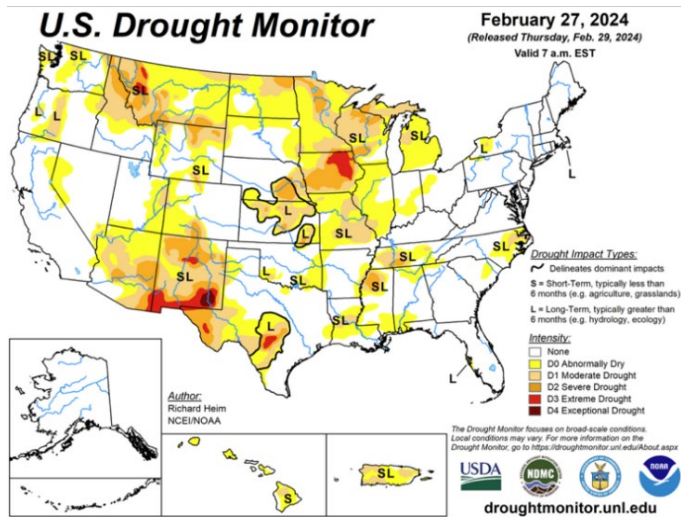 U.S. Drought Monitor
February 27, 2024
(Released Thursday, Feb. 29, 2024)
Valid 7 a.m. EST
SL
SL
SL
SL
SL
L
L
L
L
SL
L
L
SL
SL
SL
SL
L
SL
SL
SL
L
L
Drought Impact Types:
Delineates dominant impacts
S = Short-Term, typically less than
6 months (e.g. agriculture, grasslands)
L = Long-Term, typically greater than
6 months (e.g. hydrology, ecology)
Intensity:
None
D0 Abnormally Dry
D1 Moderate Drought
D2 Severe Drought
D3 Extreme Drought
D4 Exceptional Drought
Author:
Richard Heim
NCEI/NOAA
S
SL
The Drought Monitor focuses on broad-scale conditions.
Local conditions may vary. For more information on the
Drought Monitor, go to https://droughtmonitor.unl.edu/About.aspx
USDA
NDMC
NOAA
droughtmonitor.unl.edu